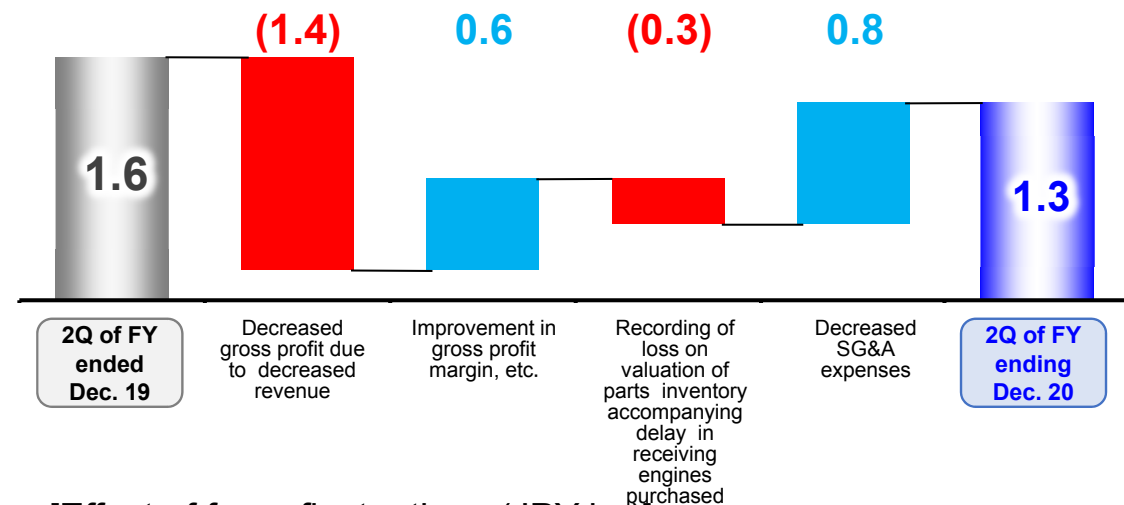 (1.4) 0.6 (0.3) 0.8
1.6
1.3
2Q of FY
ended
Dec. 19
Decreased
gross profit due
to decreased
revenue
Improvement in
gross profit
margin, etc.
Recording of
loss on
valuation of
parts inventory
accompanying
delay in
receiving
engines
purchased
Decreased
SG&A
expenses
2Q of FY
ending
Dec. 20